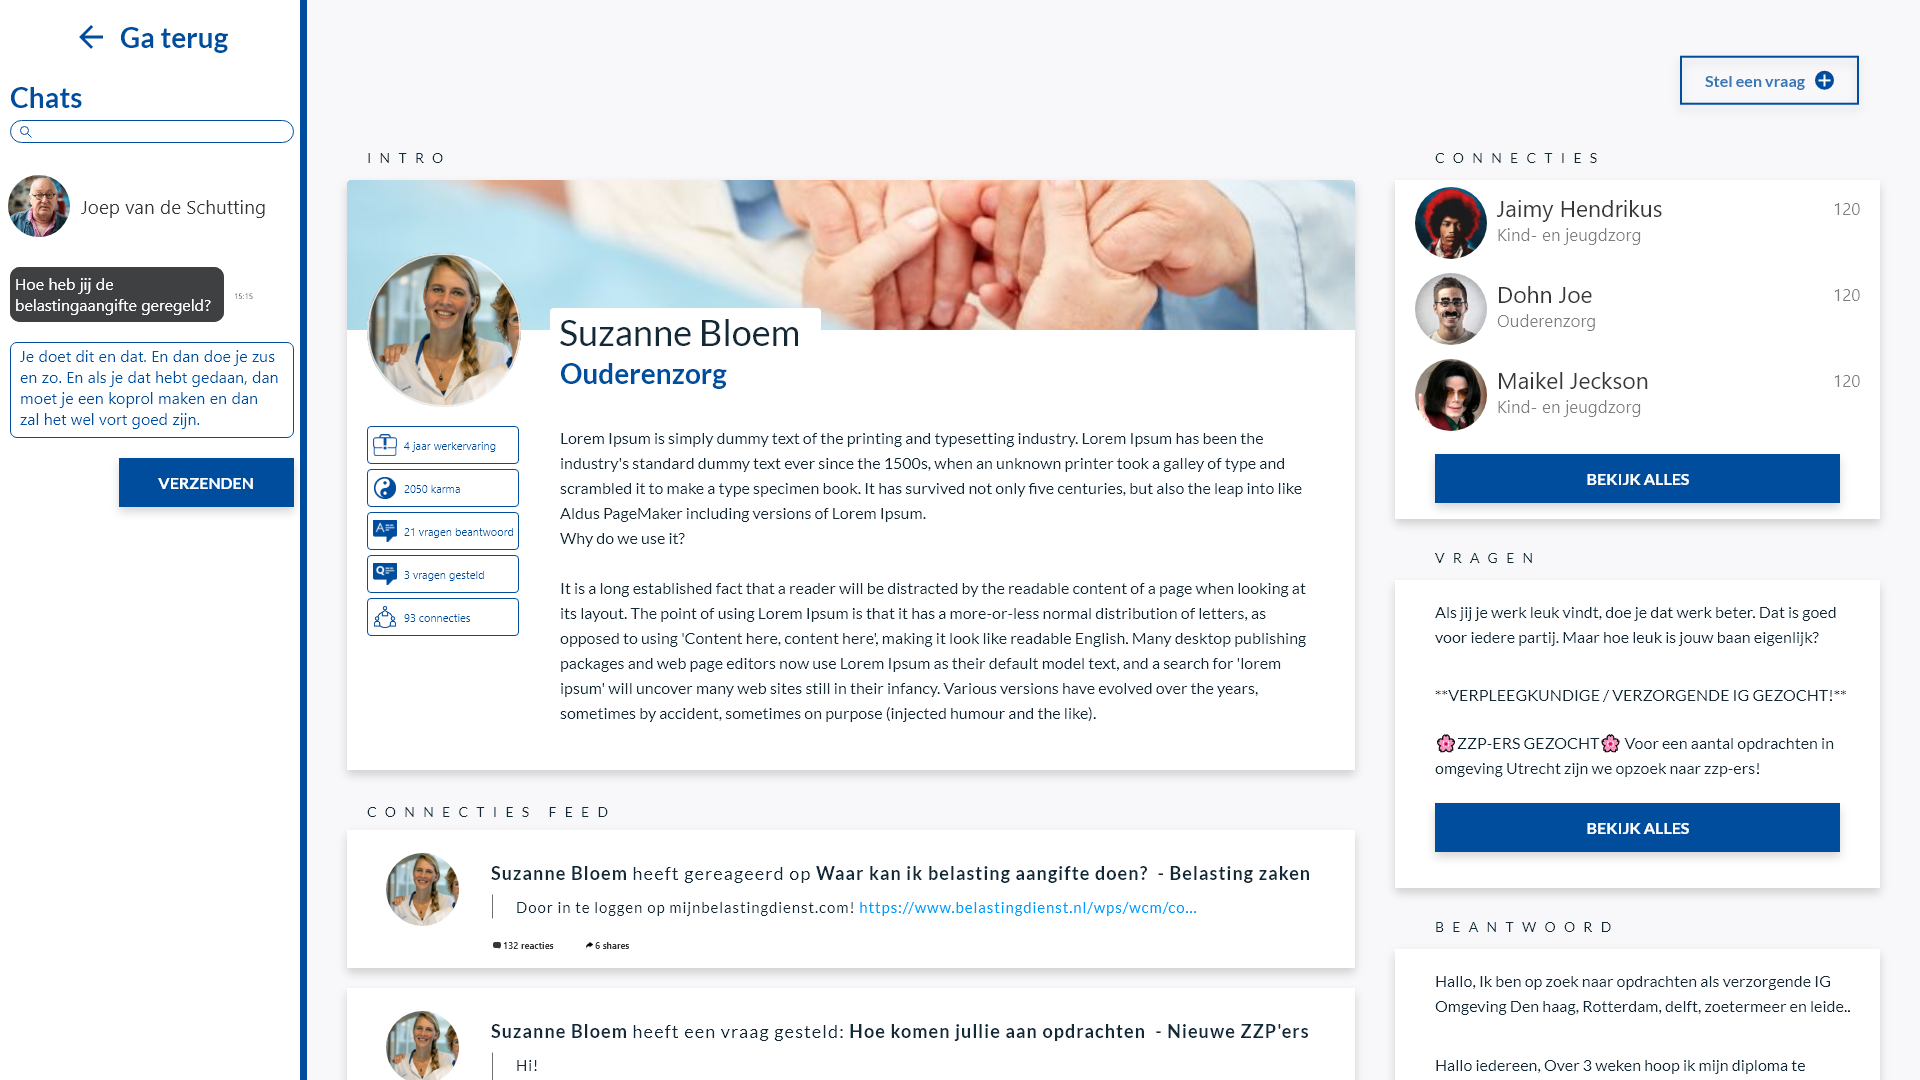 Ga terug
Chats
Joep van de Schutting
Hoe heb jij de
belastingaangifte geregeld?
15:15
Je doet dit en dat. En dan doe je zus
en zo. En als je dat hebt gedaan, dan
moet je een koprol maken en dan
zal het wel vort goed zijn.
VERZENDEN
Stel een vraag
INTRO
Suzanne Bloem
Ouderenzorg
4 jaar werkervaring
2050 karma
21 vragen beantwoord
3 vragen gesteld
93 connecties
Lorem Ipsum is simply dummy text of the printing and typesetting industry. Lorem Ipsum has been the
industry's standard dummy text ever since the 1500s, when an unknown printer took a galley of type and
scrambled it to make a type specimen book. It has survived not only five centuries, but also the leap into like
Aldus PageMaker including versions of Lorem Ipsum.
Why do we use it?
It is a long established fact that a reader will be distracted by the readable content of a page when looking at
its layout. The point of using Lorem Ipsum is that it has a more-or-less normal distribution of letters, as
opposed to using 'Content here, content here', making it look like readable English. Many desktop publishing
packages and web page editors now use Lorem Ipsum as their default model text, and a search for 'lorem
ipsum' will uncover many web sites still in their infancy. Various versions have evolved over the years,
sometimes by accident, sometimes on purpose (injected humour and the like).
CONNECTIES FEED
Suzanne Bloem heeft gereageerd op Waar kan ik belasting aangifte doen?  - Belasting zaken
Door in te loggen op mijnbelastingdienst.com! https://www.belastingdienst.nl/wps/wcm/co...
132 reacties
6 shares
Suzanne Bloem heeft een vraag gesteld: Hoe komen jullie aan opdrachten  - Nieuwe ZZP'ers
Hi!
CONNECTIES
Jaimy Hendrikus
120
Kind- en jeugdzorg
Dohn Joe
120
Ouderenzorg
Maikel Jeckson
120
Kind- en jeugdzorg
BEKIJK ALLES
VRAGEN
Als jij je werk leuk vindt, doe je dat werk beter. Dat is goed
voor iedere partij. Maar hoe leuk is jouw baan eigenlijk?
**VERPLEEGKUNDIGE / VERZORGENDE IG GEZOCHT!**
🌸ZZP-ERS GEZOCHT🌸 Voor een aantal opdrachten in
omgeving Utrecht zijn we opzoek naar zzp-ers!
BEKIJK ALLES
BEANTWOORD
Hallo, Ik ben op zoek naar opdrachten als verzorgende IG
Omgeving Den haag, Rotterdam, delft, zoetermeer en leide..
Hallo iedereen, Over 3 weken hoop ik mijn diploma te